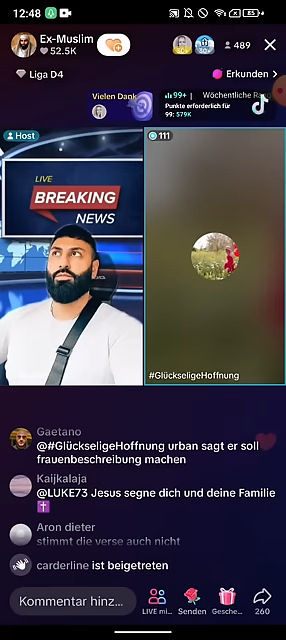 12:48
85
Ex-Muslim
52.5K
489
Liga D4
Erkunden
Vielen Dank
99+ | Wöchentliche
Punkte erforderlich für
99: 579K
Host
111
LIVE
BREAKING
NEWS
#GlückseligeHoffnung
Gaetano
@#GlückseligeHoffnung urban sagt er soll
frauenbeschreibung machen
Kaijkalaja
@LUKE73 Jesus segne dich und deine Familie
✝️
Aron dieter
stimmt die verse auch nicht
carderline ist beigetreten
Kommentar hinz...
LIVE mi...
Senden
Gesche...
260